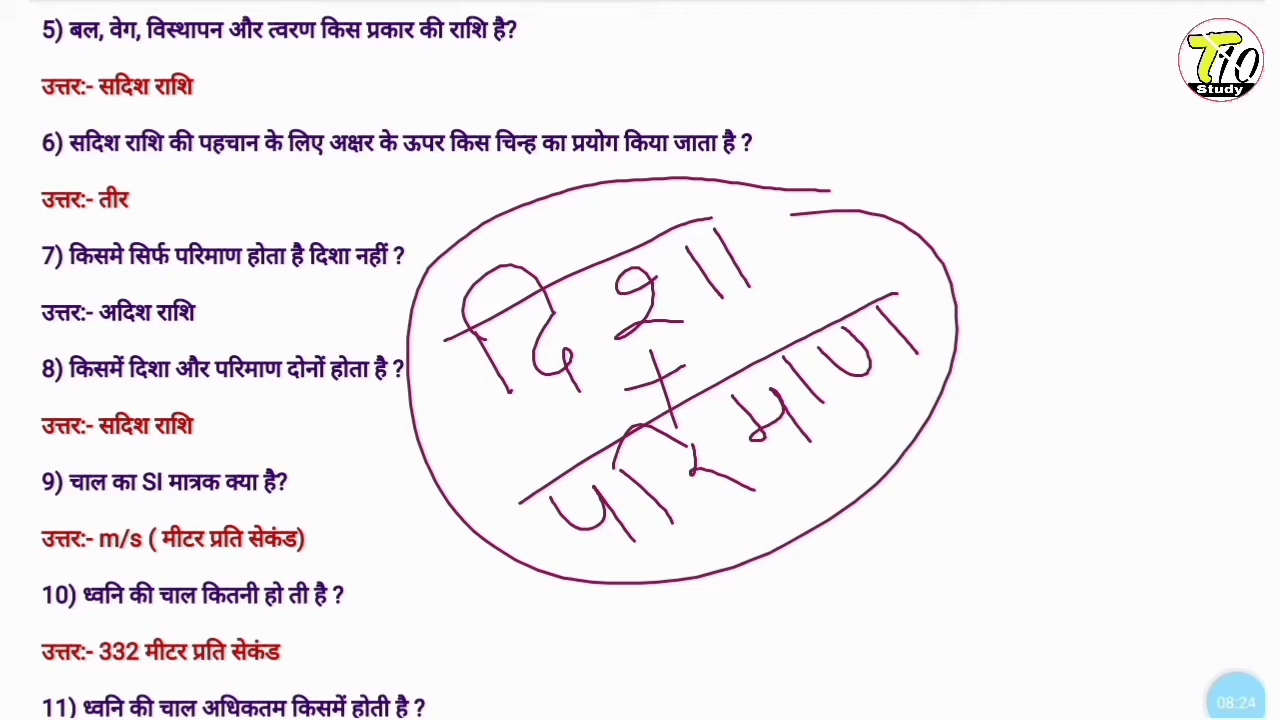 5) बल, वेग, विस्थापन और त्वरण किस प्रकार की राशि है?
T10
Study
उत्तर:- सदिश राशि
6) सदिश राशि की पहचान के लिए अक्षर के ऊपर किस चिन्ह का प्रयोग किया जाता है ?
उत्तर:- तीर
7) किसमे सिर्फ परिमाण होता है दिशा नहीं ?
उत्तर:- अदिश राशि
8) किसमें दिशा और परिमाण दोनों होता है ?
उत्तर:- सदिश राशि
दिशा
+
परिमाण
9) चाल का SI मात्रक क्या है?
उत्तर:- m/s ( मीटर प्रति सेकंड)
10) ध्वनि की चाल कितनी हो ती है ?
उत्तर:- 332 मीटर प्रति सेकंड
11) ध्वनि की चाल अधिकतम किसमें होती है ?
08:24